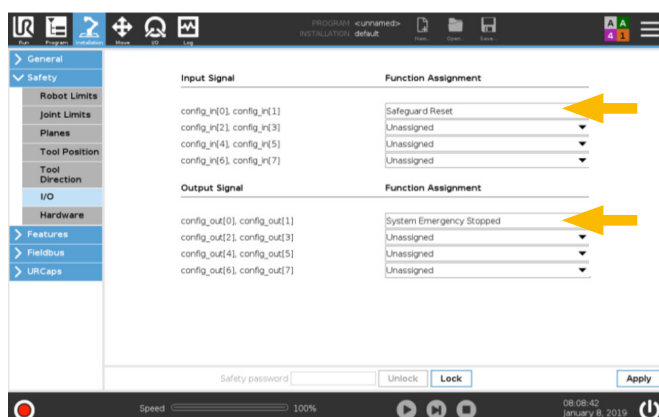 UR
PROGRAM <unnamed>
INSTALLATION default
Run Program Installation Move I/O Log New... Open... Save...
A A
4 1
General
Safety
Robot Limits
Joint Limits
Planes
Tool Position
Tool
Direction
I/O
Hardware
Features
Fieldbus
URCaps
Input Signal Function Assignment
config_in[0], config_in[1] Safeguard Reset
config_in[2], config_in[3] Unassigned
config_in[4], config_in[5] Unassigned
config_in[6], config_in[7] Unassigned
Output Signal Function Assignment
config_out[0], config_out[1] System Emergency Stopped
config_out[2], config_out[3] Unassigned
config_out[4], config_out[5] Unassigned
config_out[6], config_out[7] Unassigned
Safety password Unlock Lock Apply
Speed 100%
08:08:42
January 8, 2019